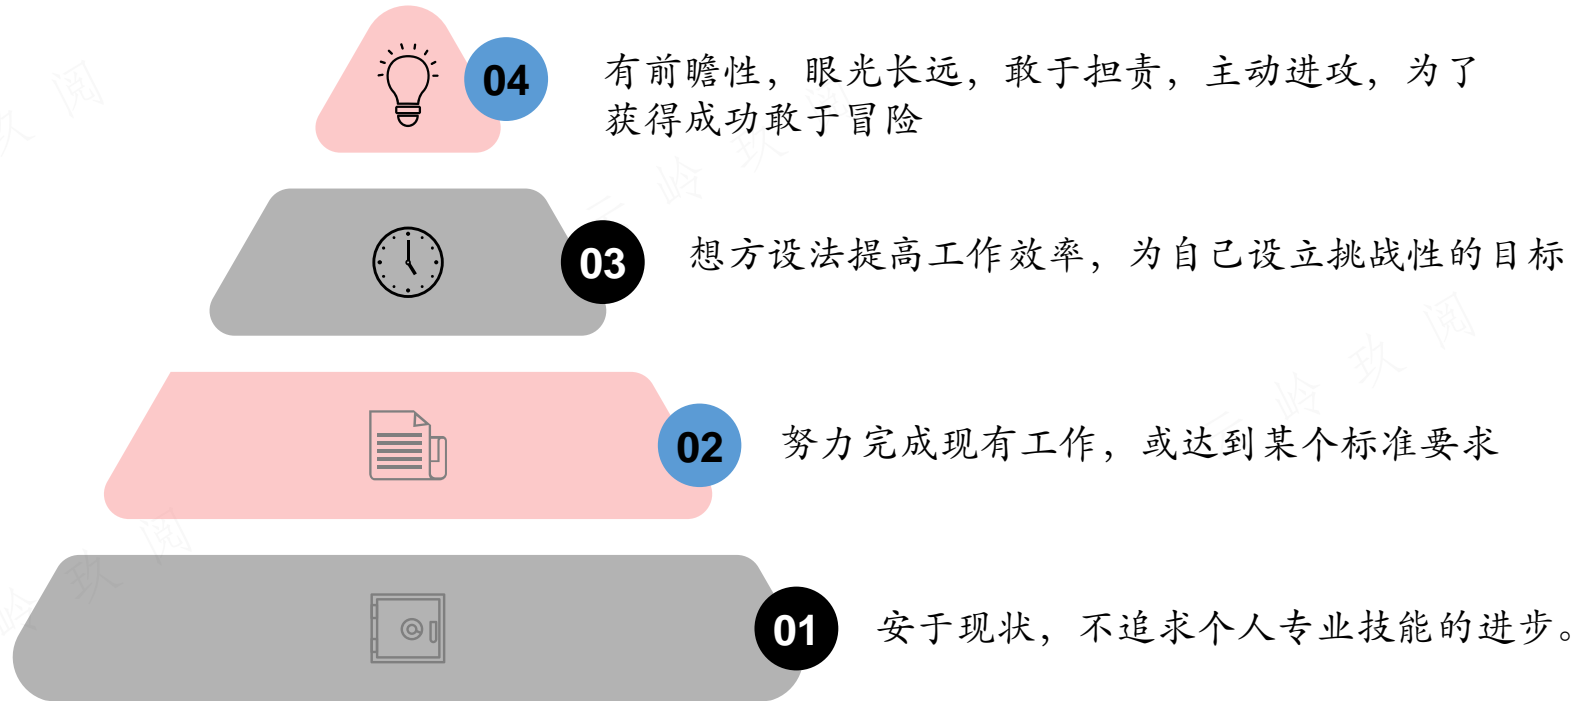 04
有前瞻性，眼光长远，敢于担责，主动进攻，为了
获得成功敢于冒险
03
想方设法提高工作效率，为自己设立挑战性的目标
02
努力完成现有工作，或达到某个标准要求
01
安于现状，不追求个人专业技能的进步。